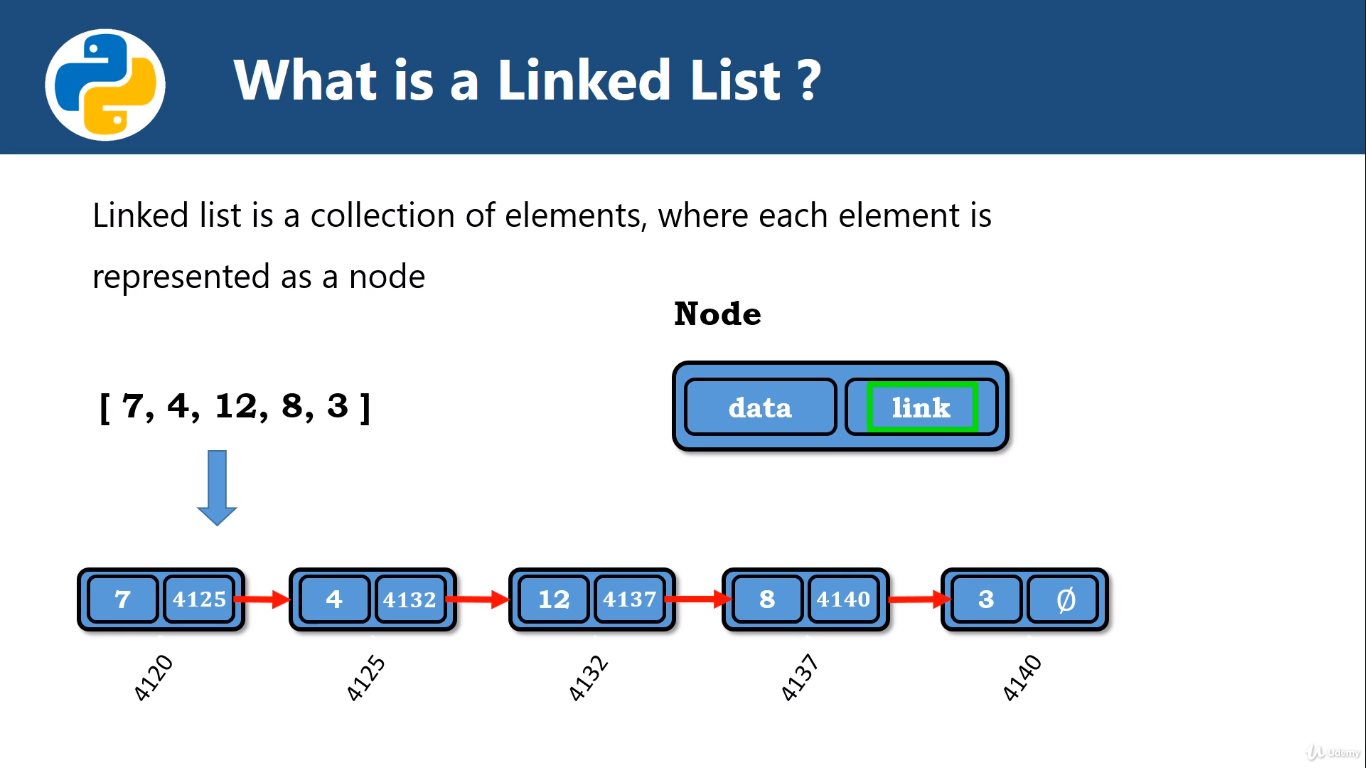 What is a Linked List ?
Linked list is a collection of elements, where each element is
represented as a node
Node
[ 7, 4, 12, 8, 3 ]
data link
7 4125 4 4132 12 4137 8 4140 3 Ø
4120 4125 4132 4137 4140
Udemy